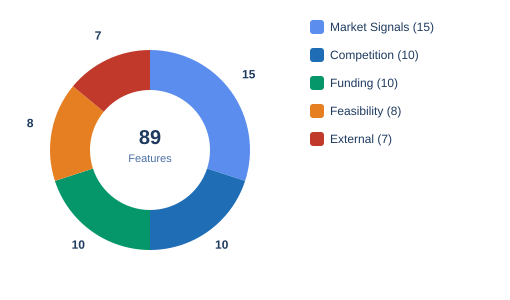 7
15
8
89
Features
10
10
Market Signals (15)
Competition (10)
Funding (10)
Feasibility (8)
External (7)